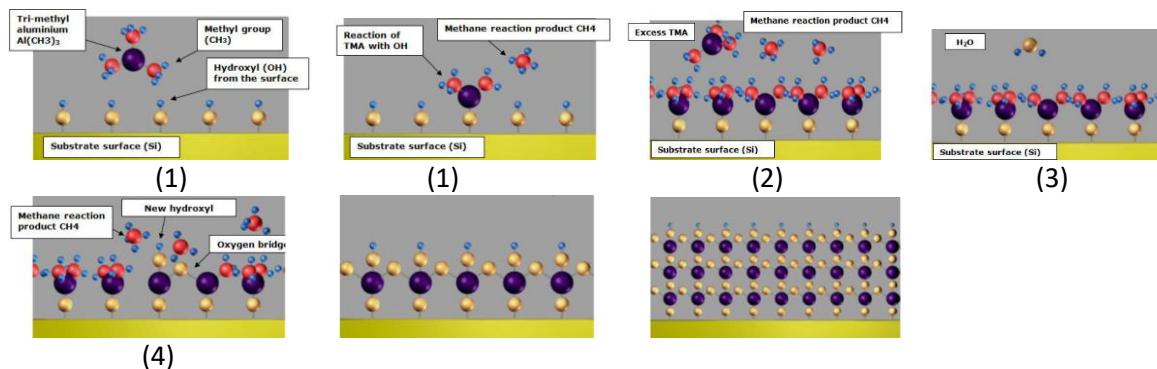 Tri-methyl
aluminium
Al(CH3)₃
Methyl group
(CH₃)
Hydroxyl (OH)
from the surface
Substrate surface (Si)
(1)
Reaction of
TMA with OH
Methane reaction product CH4
Substrate surface (Si)
(1)
Excess TMA
Methane reaction product CH4
Substrate surface (Si)
(2)
H₂O
Substrate surface (Si)
(3)
Methane reaction
product CH4
New hydroxyl
Oxygen bridge
(4)